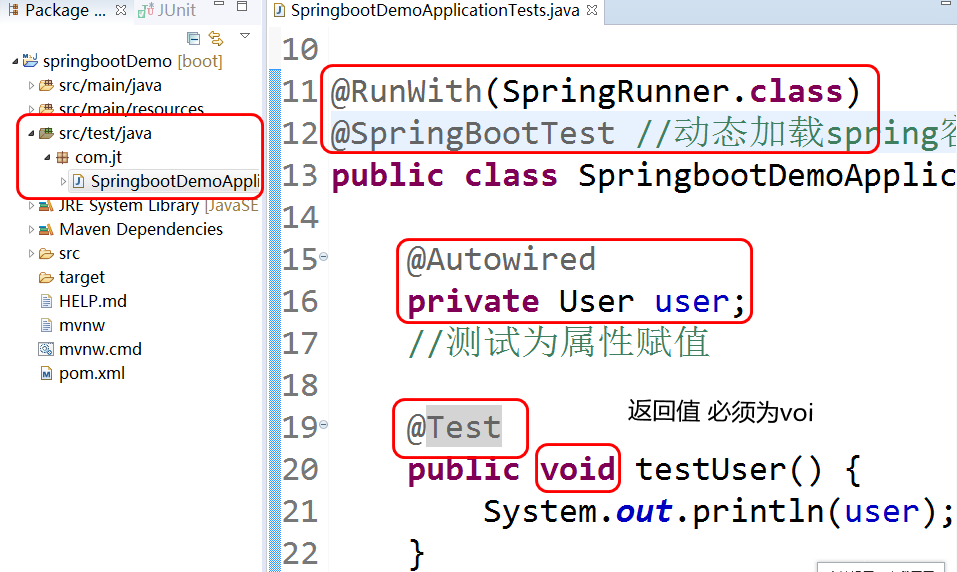 Package ...
JUnit
springbootDemo [boot]
src/main/java
src/main/resources
src/test/java
com.jt
SpringbootDemoAppli
JRE System Library [JavaSE
Maven Dependencies
src
target
HELP.md
mvnw
mvnw.cmd
pom.xml
SpringbootDemoApplicationTests.java
10
11 @RunWith(SpringRunner.class)
12 @SpringBootTest //动态加载spring容
13 public class SpringbootDemoApplic
14
15 @Autowired
16 private User user;
17 //测试为属性赋值
18
返回值 必须为voi
19 @Test
20 public void testUser() {
21 System.out.println(user);
22 }